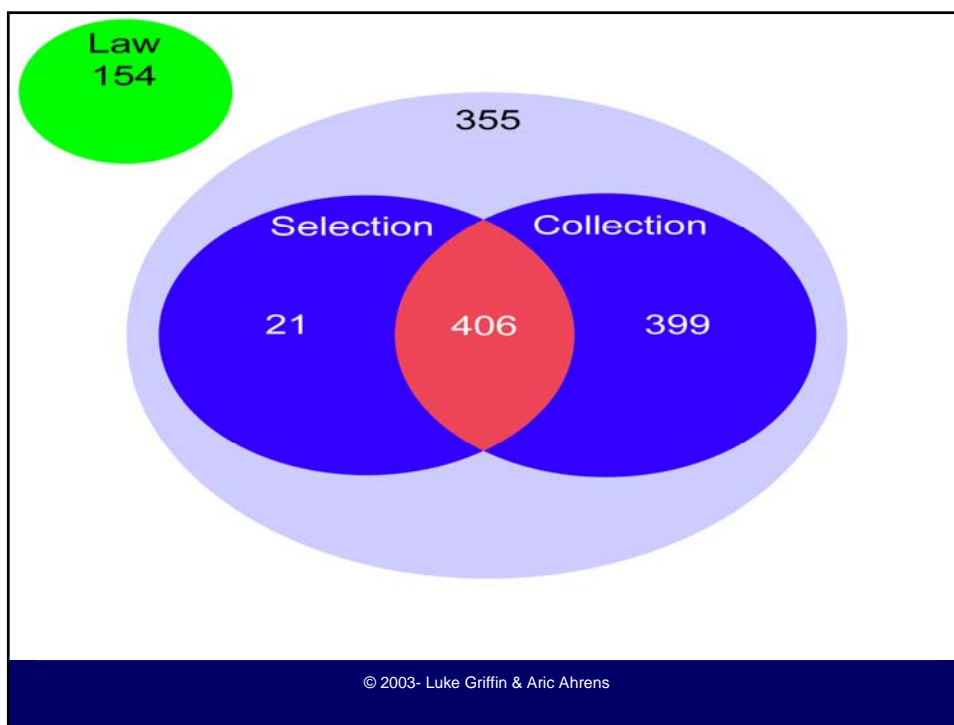 Law
154
355
Selection
Collection
21
406
399
© 2003- Luke Griffin & Aric Ahrens